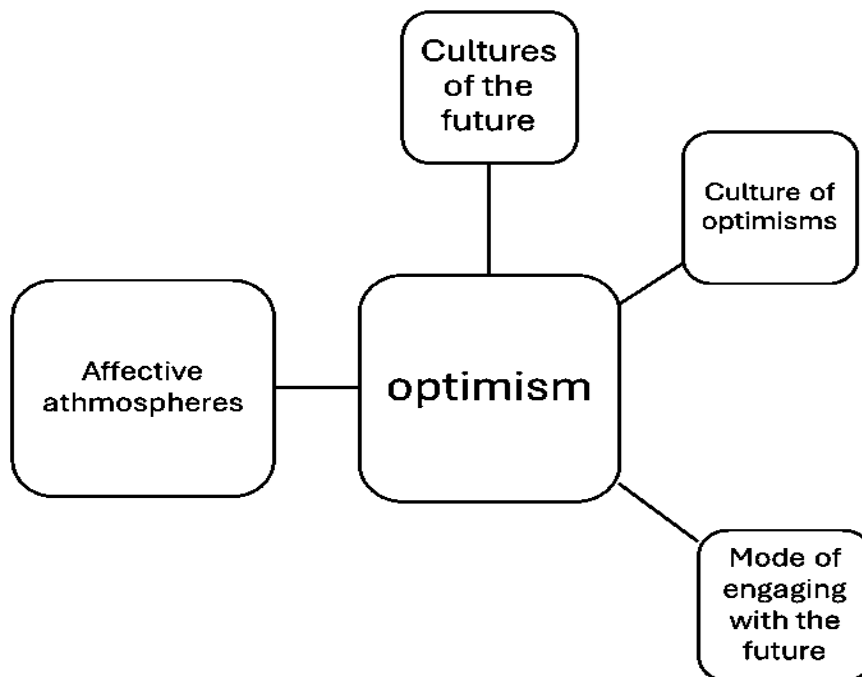 Cultures
of the
future
Culture of
optimisms
Affective
athmospheres
optimism
Mode of
engaging
with the
future